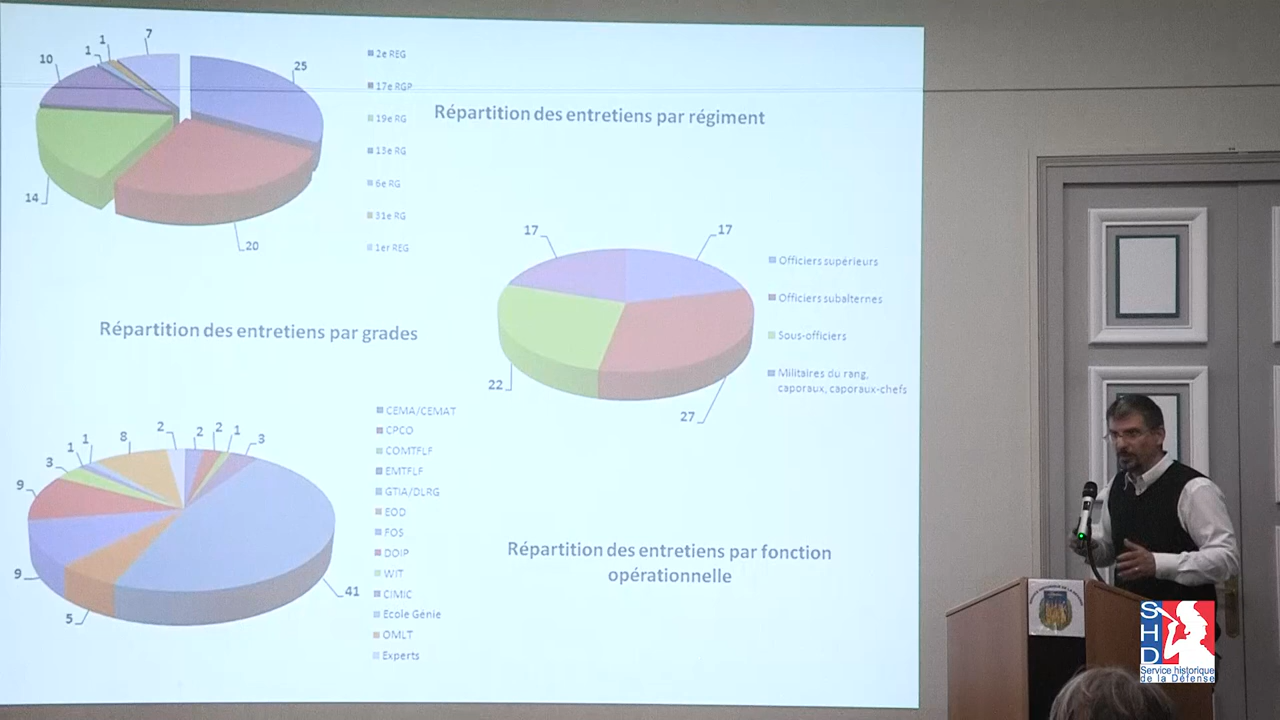 7
1
1
10
25
14
20
2e REG
17e RGP
19e RG
13e RG
6e RG
31e RG
1er REG
Répartition des entretiens par régiment
17
17
22
27
Officiers supérieurs
Officiers subalternes
Sous-officiers
Militaires du rang,
caporaux, caporaux-chefs
Répartition des entretiens par grades
2
2
2
1
3
8
1
1
3
9
9
5
41
CEMA/CEMAT
CPCO
COMTFLF
EMTFLF
GTIA/DLRG
EOD
FOS
DOIP
WIT
CIMIC
Ecole Génie
OMLT
Experts
Répartition des entretiens par fonction
opérationnelle
SHD
Service historique
de la Défense